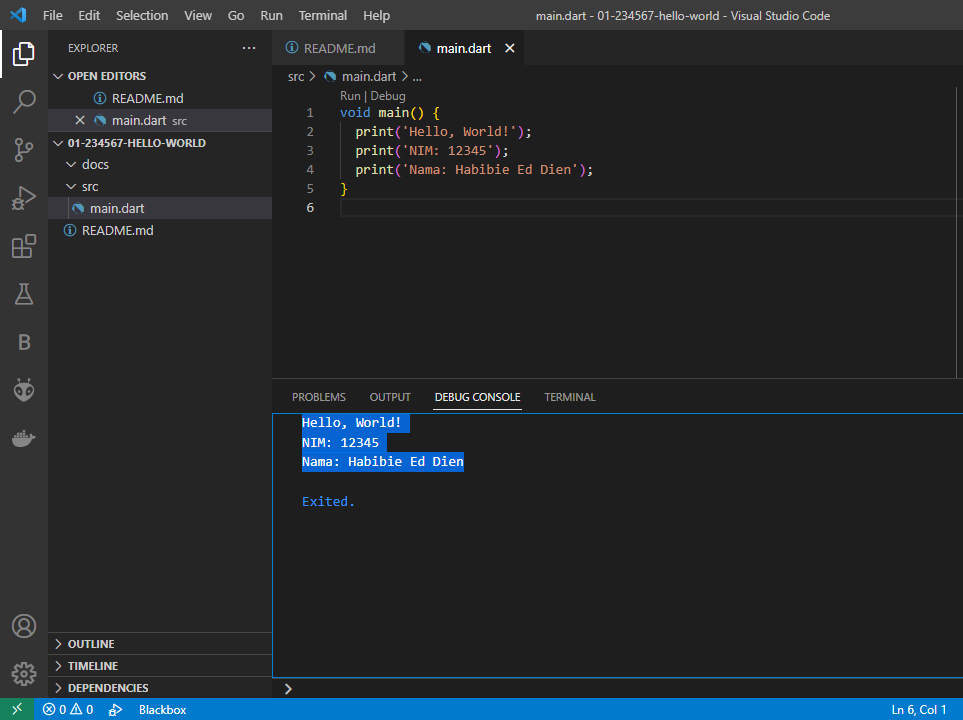 File Edit Selection View Go Run Terminal Help main.dart - 01-234567-hello-world - Visual Studio Code
EXPLORER ...
OPEN EDITORS
README.md
main.dart src
01-234567-HELLO-WORLD
docs
src
main.dart
README.md
OUTLINE
TIMELINE
DEPENDENCIES
README.md main.dart
src > main.dart > ...
Run | Debug
1 void main() {
2 print('Hello, World!');
3 print('NIM: 12345');
4 print('Nama: Habibie Ed Dien');
5 }
6
PROBLEMS OUTPUT DEBUG CONSOLE TERMINAL
Hello, World!
NIM: 12345
Nama: Habibie Ed Dien
Exited.
B
0 0 Blackbox Ln 6, Col 1